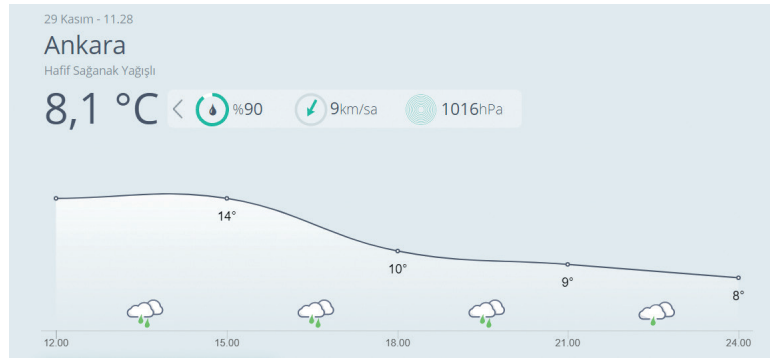 29 Kasım - 11.28
Ankara
Hafif Sağanak Yağışlı
8,1 °C %90 9km/sa 1016hPa
14°
10°
9°
8°
12.00 15.00 18.00 21.00 24.00